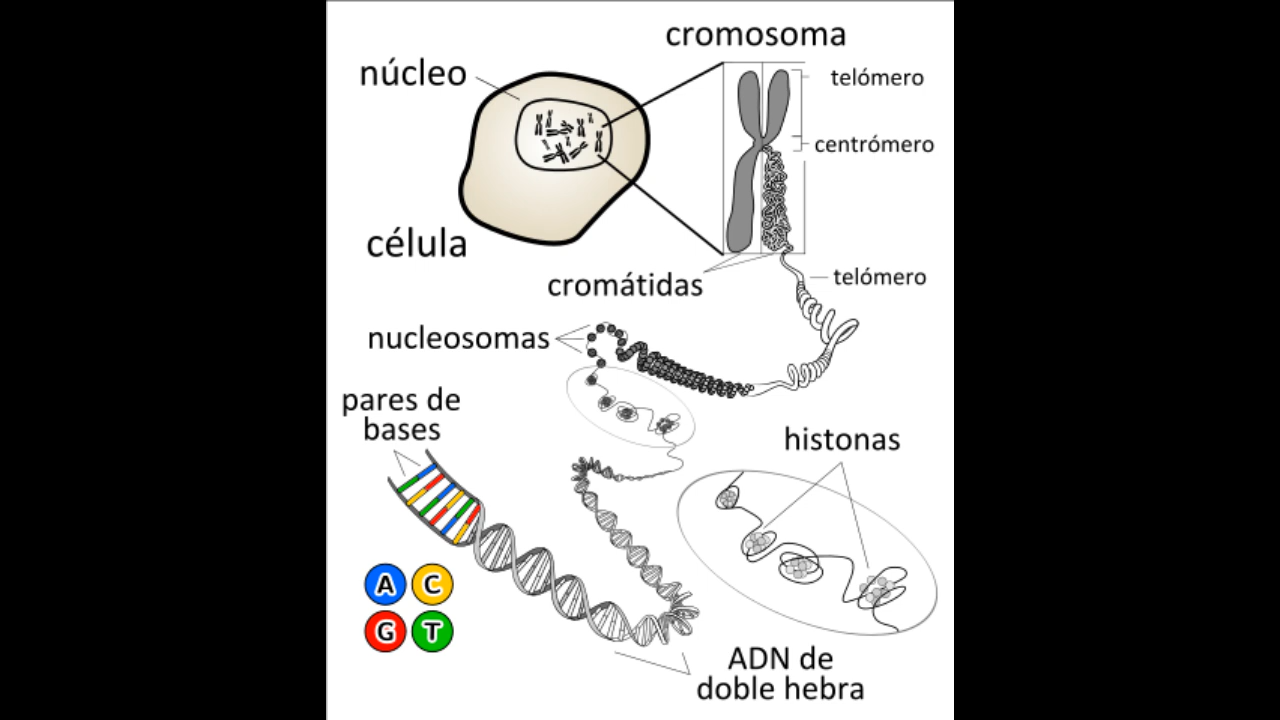 cromosoma
núcleo
telómero
centrómero
célula
cromátidas
telómero
nucleosomas
pares de
bases
histonas
A C
G T
ADN de
doble hebra